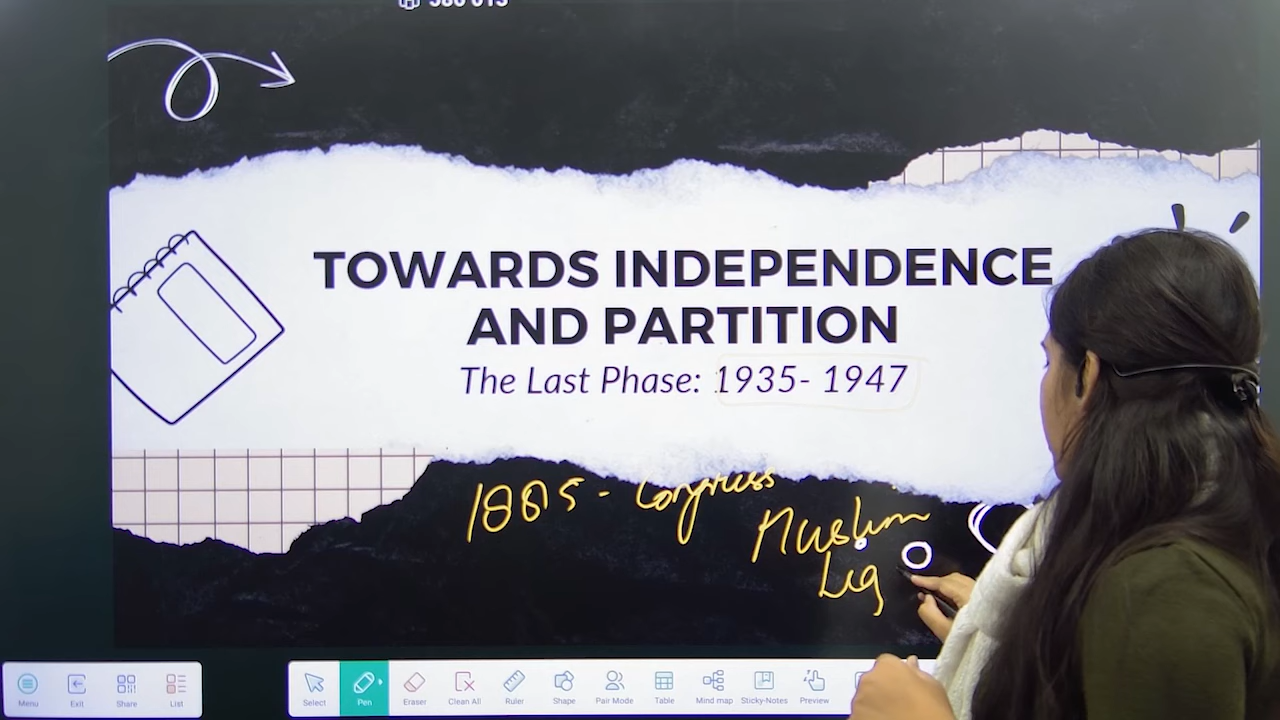 TOWARDS INDEPENDENCE
AND PARTITION
The Last Phase: 1935- 1947
1885 - Congress
Muslim
Leg
Menu
Exit
Share
List
Select
Pen
Eraser
Clean All
Ruler
Shape
Pair Mode
Table
Mind map
Sticky-Notes
Preview